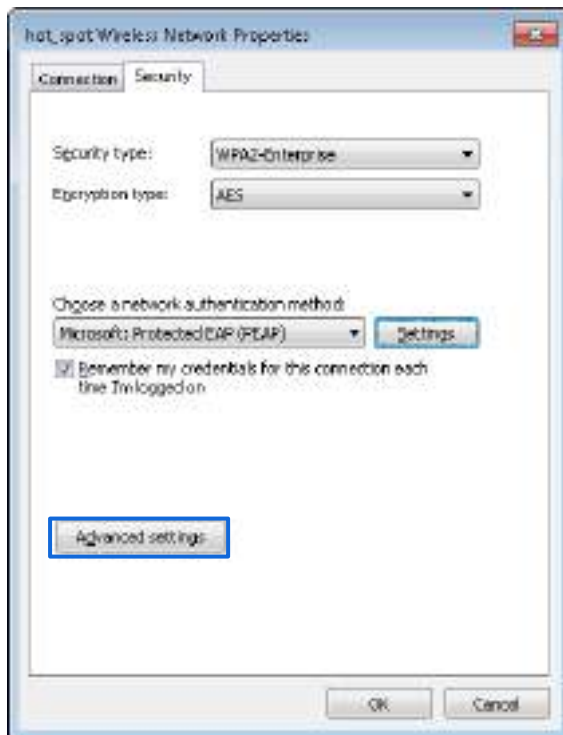 hot_spot Wireless Network Properties
Connection Security
Security type: WPA2-Enterprise
Encryption type: AES
Choose a network authentication method:
Microsoft: Protected EAP (PEAP) Settings
Remember my credentials for this connection each
time I'm logged on
Advanced settings
OK Cancel